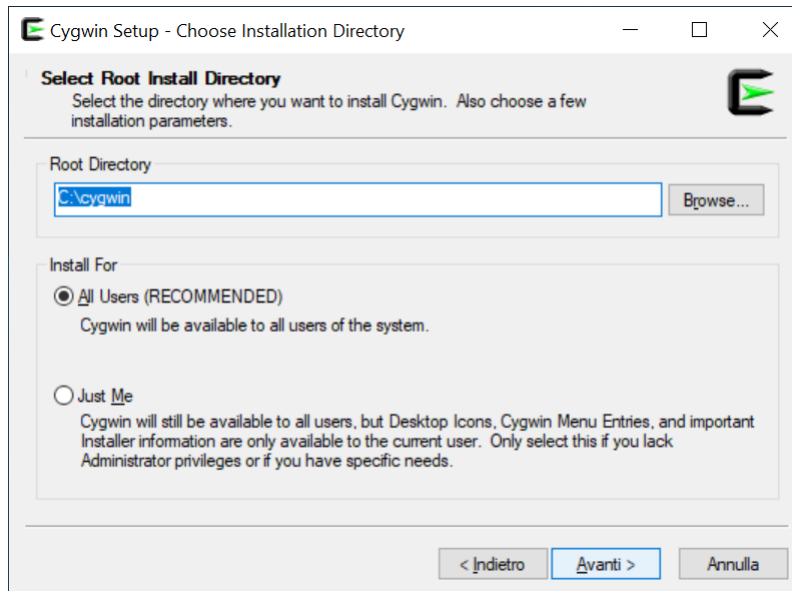 Cygwin Setup - Choose Installation Directory
Select Root Install Directory
Select the directory where you want to install Cygwin. Also choose a few
installation parameters.
Root Directory
C:\cygwin
Browse...
Install For
All Users (RECOMMENDED)
Cygwin will be available to all users of the system.
Just Me
Cygwin will still be available to all users, but Desktop Icons, Cygwin Menu Entries, and important
Installer information are only available to the current user. Only select this if you lack
Administrator privileges or if you have specific needs.
< Indietro
Avanti >
Annulla